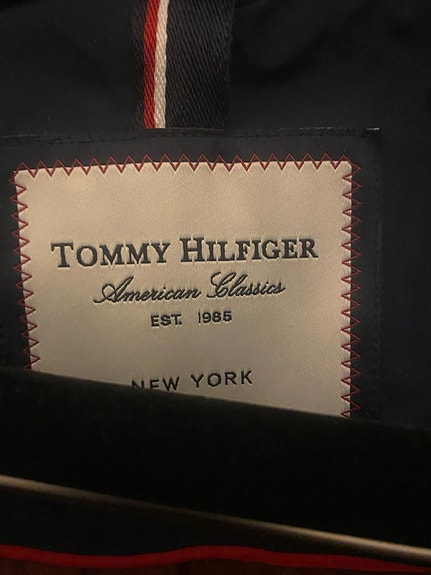 TOMMY HILFIGER
American Classics
EST. 1985
NEW YORK